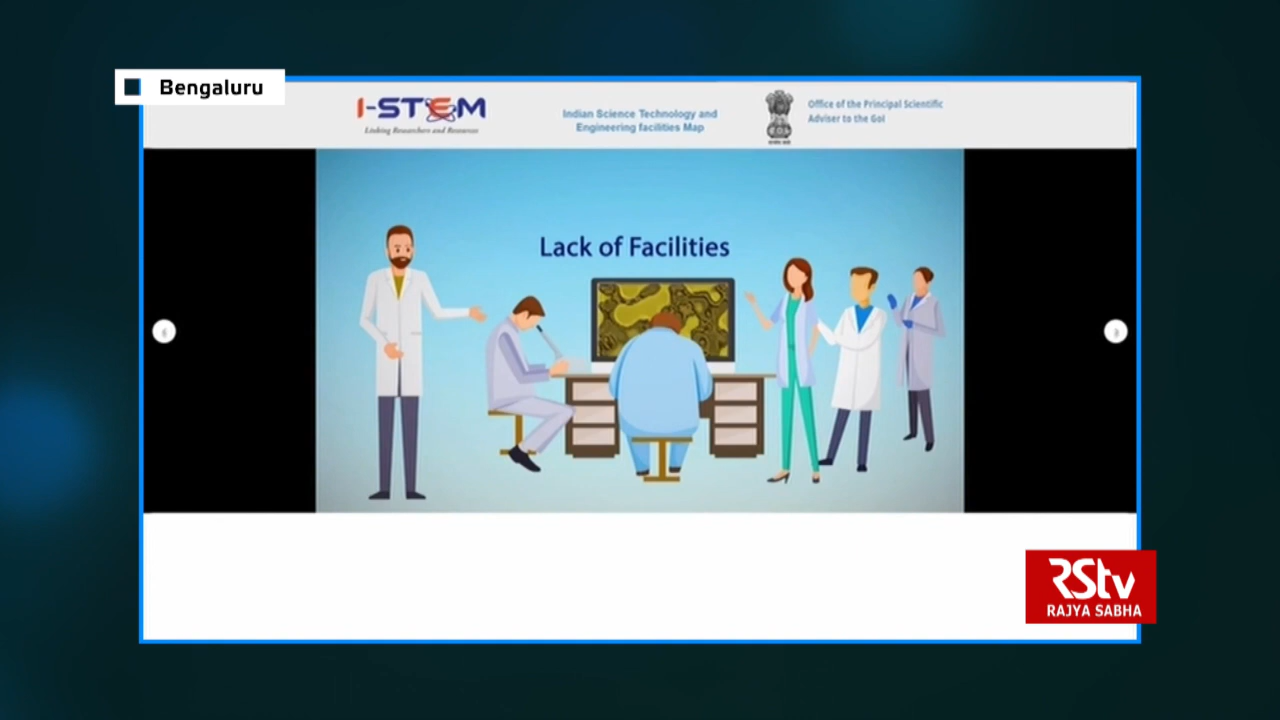 Bengaluru
I-STEM
Linking Researchers and Resources
Indian Science Technology and
Engineering facilities Map
Office of the Principal Scientific
Adviser to the GoI
Lack of Facilities
RStv
RAJYA SABHA